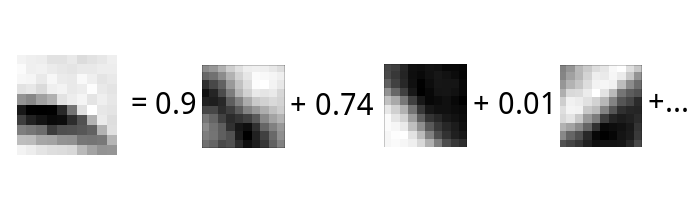 = 0.9 + 0.74 + 0.01 +...